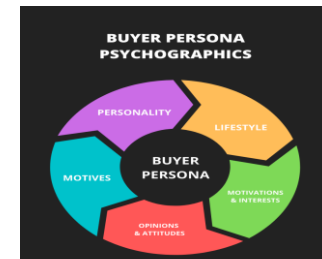 BUYER PERSONA
PSYCHOGRAPHICS
PERSONALITY
LIFESTYLE
BUYER
PERSONA
MOTIVES
MOTIVATIONS
& INTERESTS
OPINIONS
& ATTITUDES